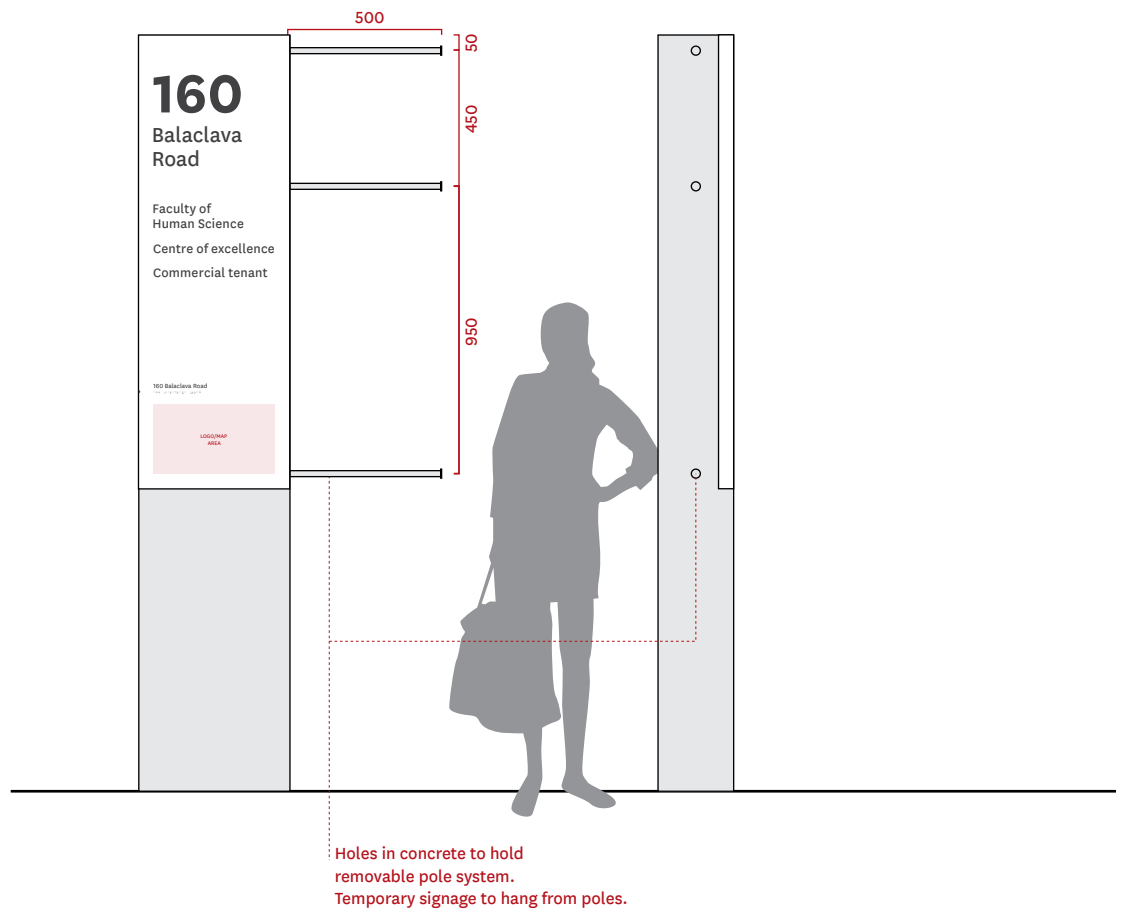 500
50
450
950
160
Balaclava
Road
Faculty of
Human Science
Centre of excellence
Commercial tenant
160 Balaclava Road
LOGO/MAP
AREA
Holes in concrete to hold
removable pole system.
Temporary signage to hang from poles.